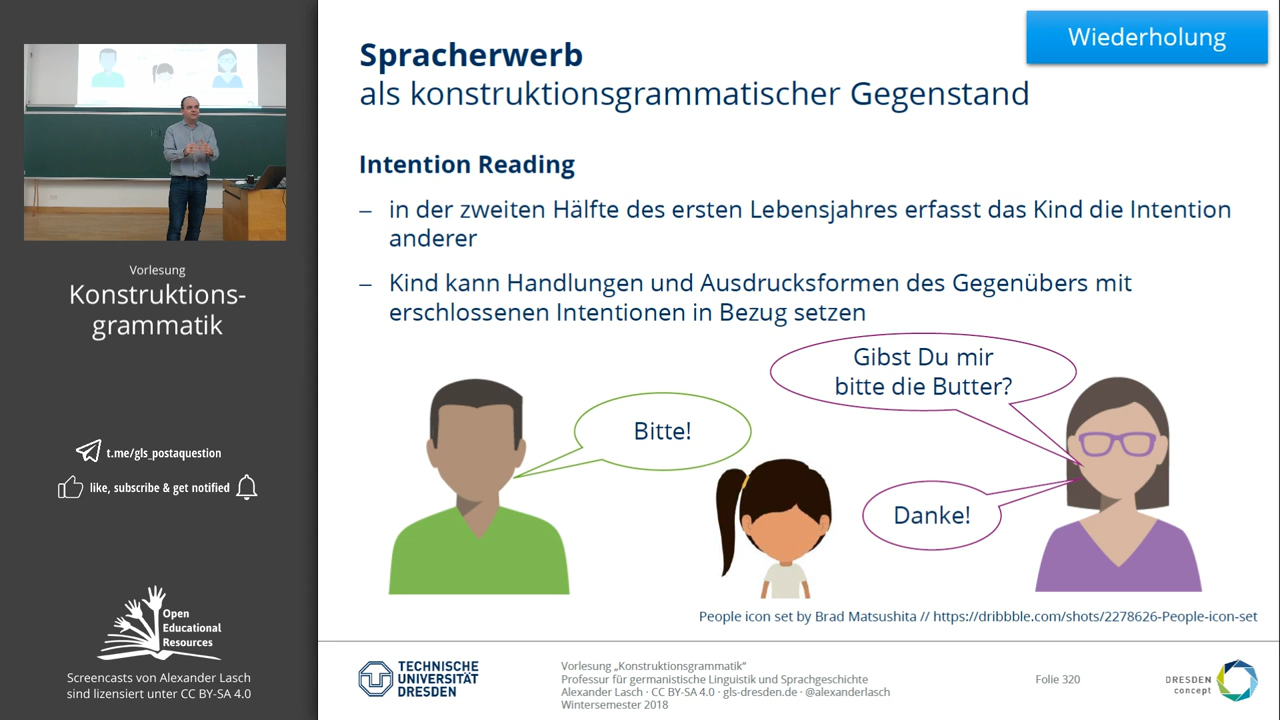 Vorlesung
Konstruktions-
grammatik
t.me/gls_postaquestion
like, subscribe & get notified
Open
Educational
Resources
Screencasts von Alexander Lasch
sind lizensiert unter CC BY-SA 4.0
Wiederholung
Spracherwerb
als konstruktionsgrammatischer Gegenstand
Intention Reading
– in der zweiten Hälfte des ersten Lebensjahres erfasst das Kind die Intention
anderer
– Kind kann Handlungen und Ausdrucksformen des Gegenübers mit
erschlossenen Intentionen in Bezug setzen
Gibst Du mir
bitte die Butter?
Bitte!
Danke!
People icon set by Brad Matsushita // https://dribbble.com/shots/2278626-People-icon-set
TECHNISCHE
UNIVERSITÄT
DRESDEN
Vorlesung „Konstruktionsgrammatik“
Professur für germanistische Linguistik und Sprachgeschichte
Alexander Lasch · CC BY-SA 4.0 · gls-dresden.de · @alexanderlasch
Wintersemester 2018
Folie 320
DRESDEN
concept